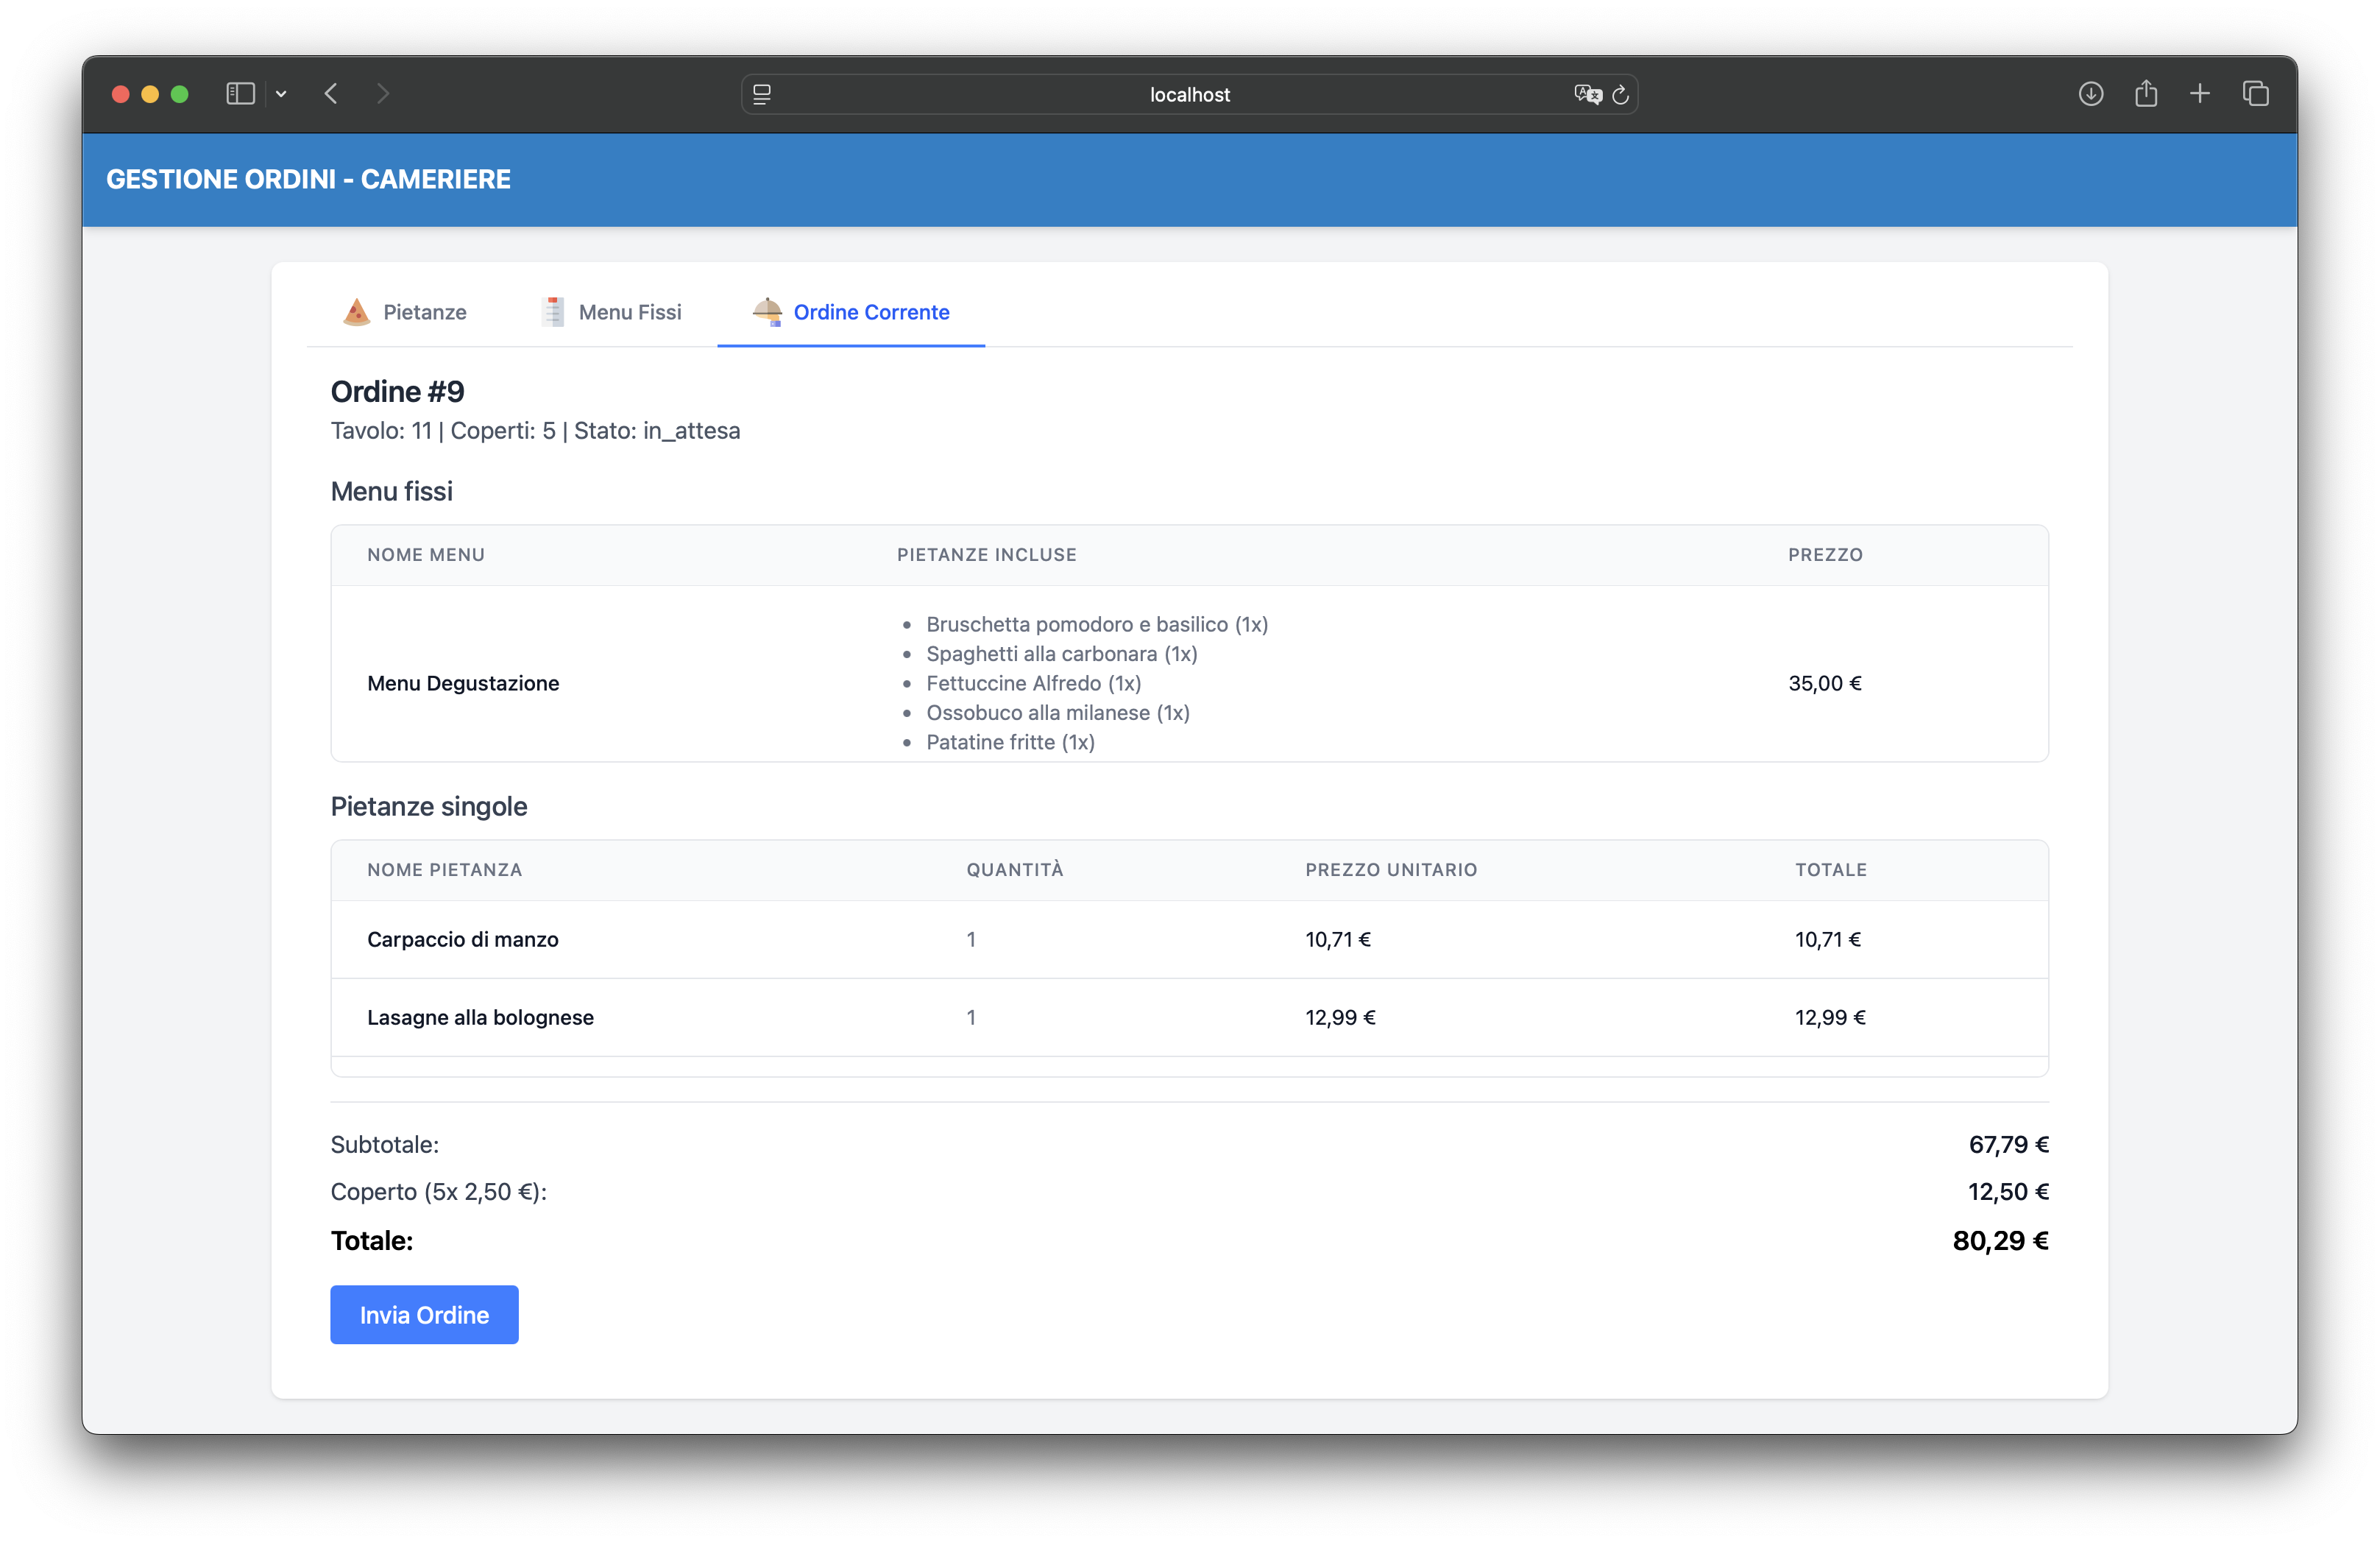 localhost
GESTIONE ORDINI - CAMERIERE
Pietanze Menu Fissi Ordine Corrente
Ordine #9
Tavolo: 11 | Coperti: 5 | Stato: in_attesa
Menu fissi
NOME MENU PIETANZE INCLUSE PREZZO
• Bruschetta pomodoro e basilico (1x)
• Spaghetti alla carbonara (1x)
Menu Degustazione • Fettuccine Alfredo (1x) 35,00 €
• Ossobuco alla milanese (1x)
• Patatine fritte (1x)
Pietanze singole
NOME PIETANZA QUANTITÀ PREZZO UNITARIO TOTALE
Carpaccio di manzo 1 10,71 € 10,71 €
Lasagne alla bolognese 1 12,99 € 12,99 €
Subtotale: 67,79 €
Coperto (5x 2,50 €): 12,50 €
Totale: 80,29 €
Invia Ordine